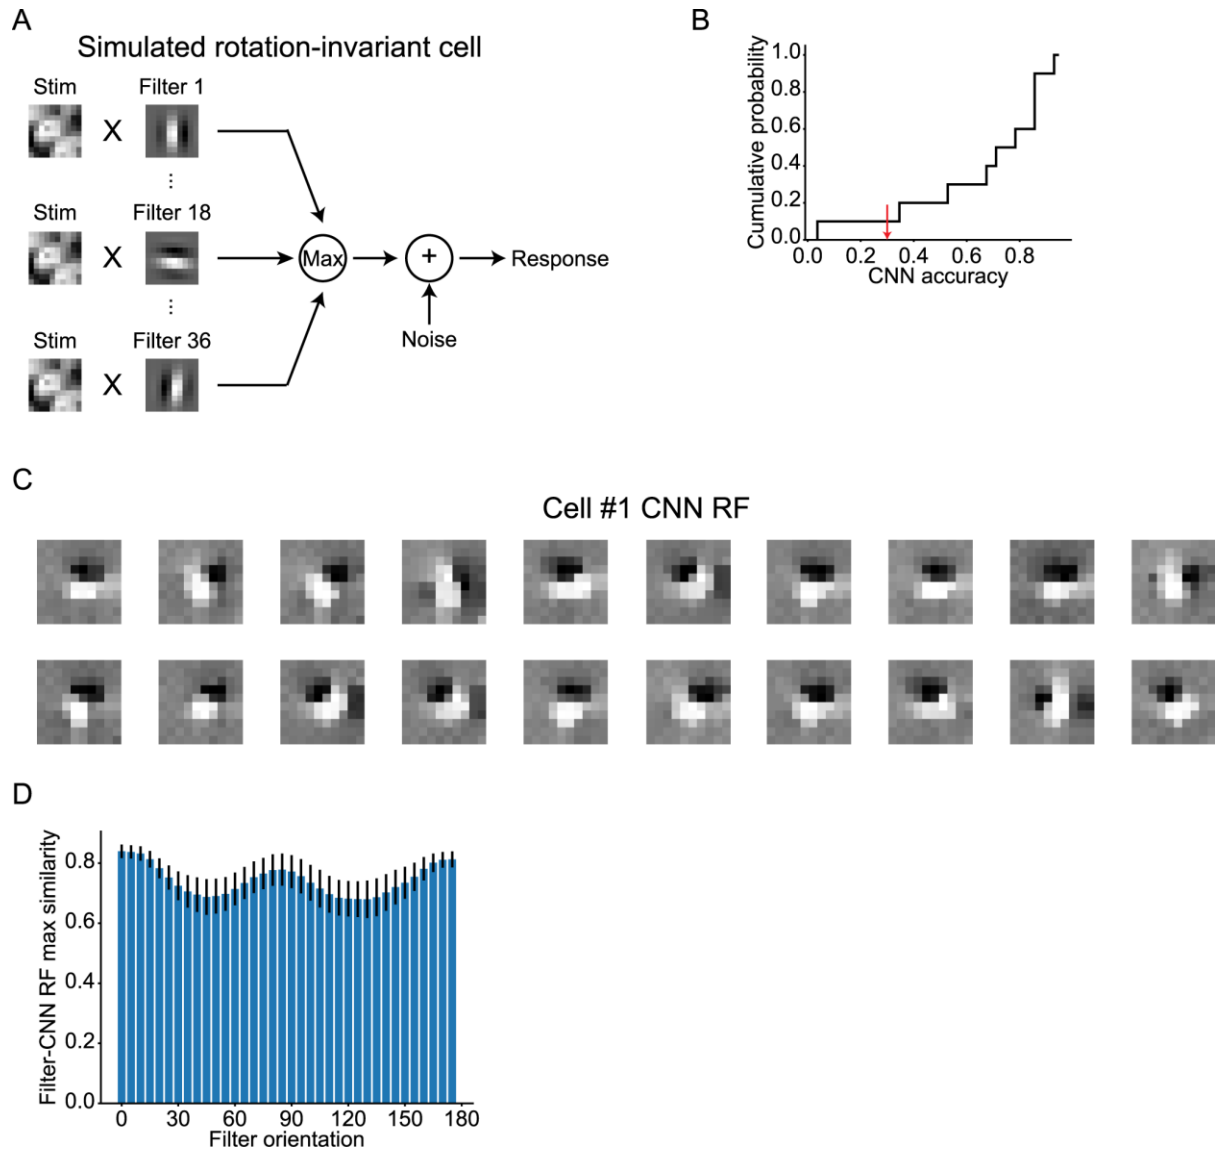 A
Simulated rotation-invariant cell
Stim
Filter 1
X
Stim
Filter 18
X
Max
+
Response
Noise
Stim
Filter 36
X
B
Cumulative probability
1.0
0.8
0.6
0.4
0.2
0.0
0.0 0.2 0.4 0.6 0.8
CNN accuracy
C
Cell #1 CNN RF
D
Filter-CNN RF max similarity
0.8
0.6
0.4
0.2
0.0
0 30 60 90 120 150 180
Filter orientation